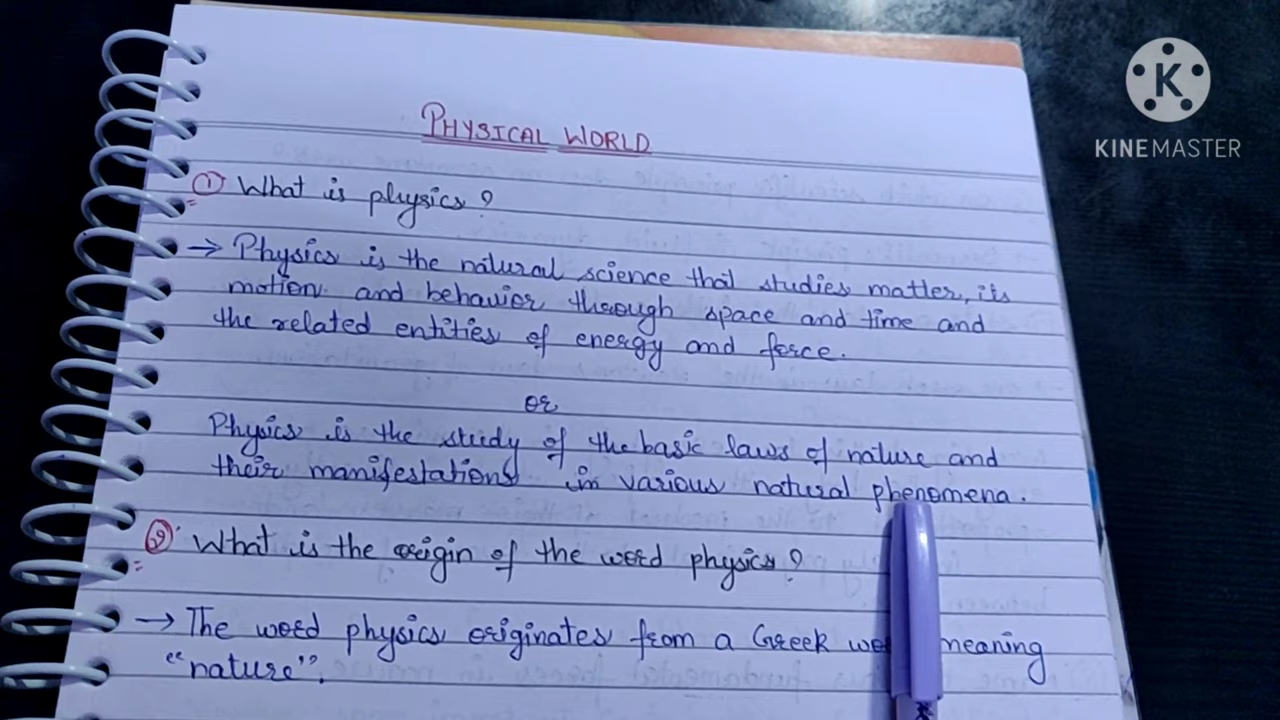 PHYSICAL WORLD
① What is physics?
→ Physics is the natural science that studies matter, its
motion and behavior through space and time and
the related entities of energy and force.
or
Physics is the study of the basic laws of nature and
their manifestations in various natural phenomena.
② What is the origin of the word physics?
→ The word physics originates from a Greek meaning
"nature".
K
KINEMASTER